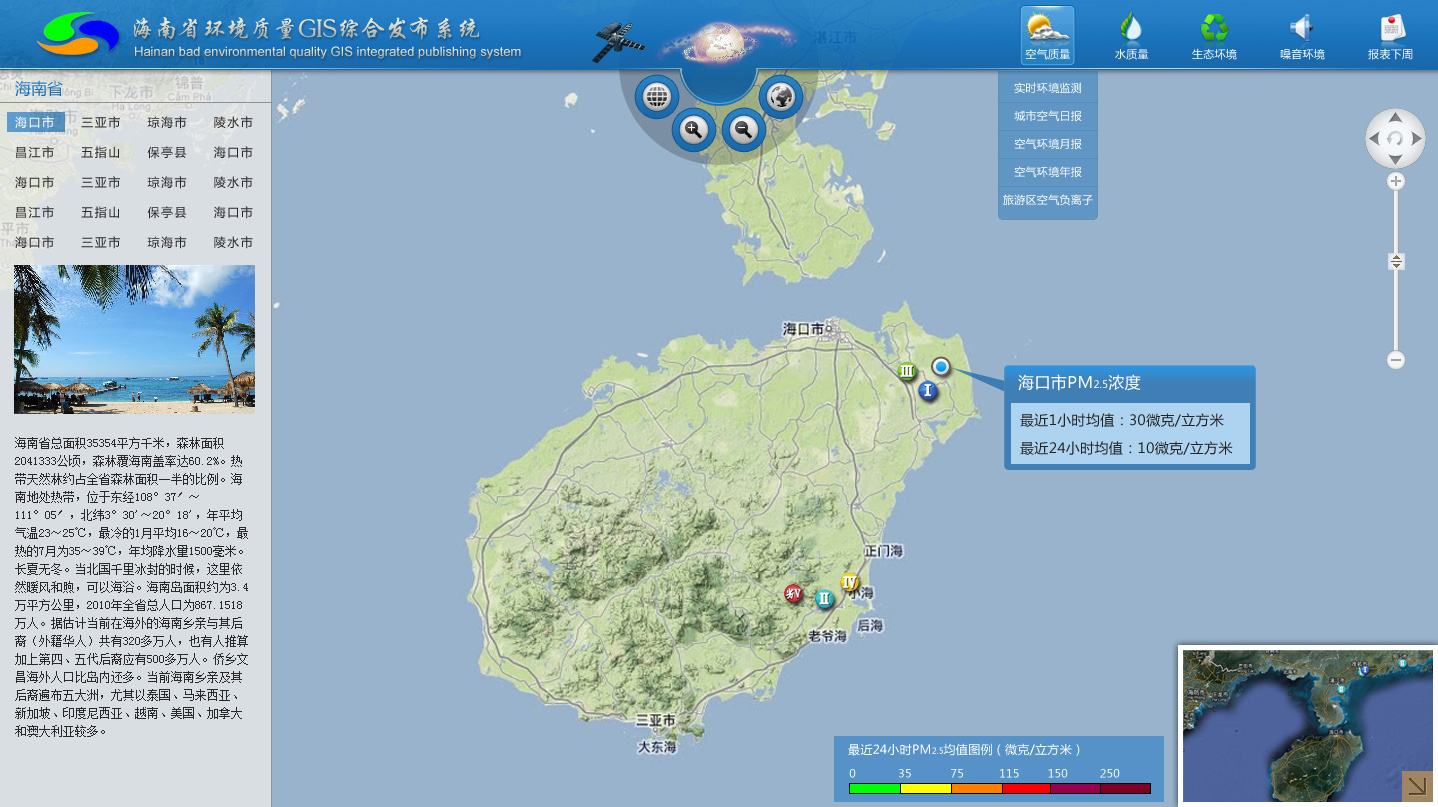 海南省环境质量GIS综合发布系统
Hainan bad environmental quality GIS integrated publishing system
空气质量
水质量
生态坏境
噪音环境
报表下周
湛江市
海南省
下龙市
Ha Long
锦普
Cẩm Phả
海口市 三亚市 琼海市 陵水市
昌江市 五指山 保亭县 海口市
海口市 三亚市 琼海市 陵水市
昌江市 五指山 保亭县 海口市
海口市 三亚市 琼海市 陵水市
实时环境监测
城市空气日报
空气环境月报
空气环境年报
旅游区空气负离子
海口市
III
I
海口市PM2.5浓度
最近1小时均值：30微克/立方米
最近24小时均值：10微克/立方米
海南省总面积35354平方千米，森林面积
2041333公顷，森林覆海南盖率达60.2%。热
带天然林约占全省森林面积一半的比例。海
南地处热带，位于东经108°37′～
111°05′，北纬3°30′～20°18′，年平均
气温23～25℃，最冷的1月平均16～20℃，最
热的7月为35～39℃，年均降水量1500毫米。
长夏无冬。当北国千里冰封的时候，这里依
然暖风和煦，可以海浴。海南岛面积约为3.4
万平方公里，2010年全省总人口为867.1518
万人。据估计当前在海外的海南乡亲与其后
裔（外籍华人）共有320多万人，也有人推算
加上第四、五代后裔应有500多万人。侨乡文
昌海外人口比岛内还多。当前海南乡亲及其
后裔遍布五大洲，尤其以泰国、马来西亚、
新加坡、印度尼西亚、越南、美国、加拿大
和澳大利亚较多。
正门海
劣V
II
IV
小海
后海
老爷海
三亚市
大东海
最近24小时PM2.5均值图例（微克/立方米）
0 35 75 115 150 250